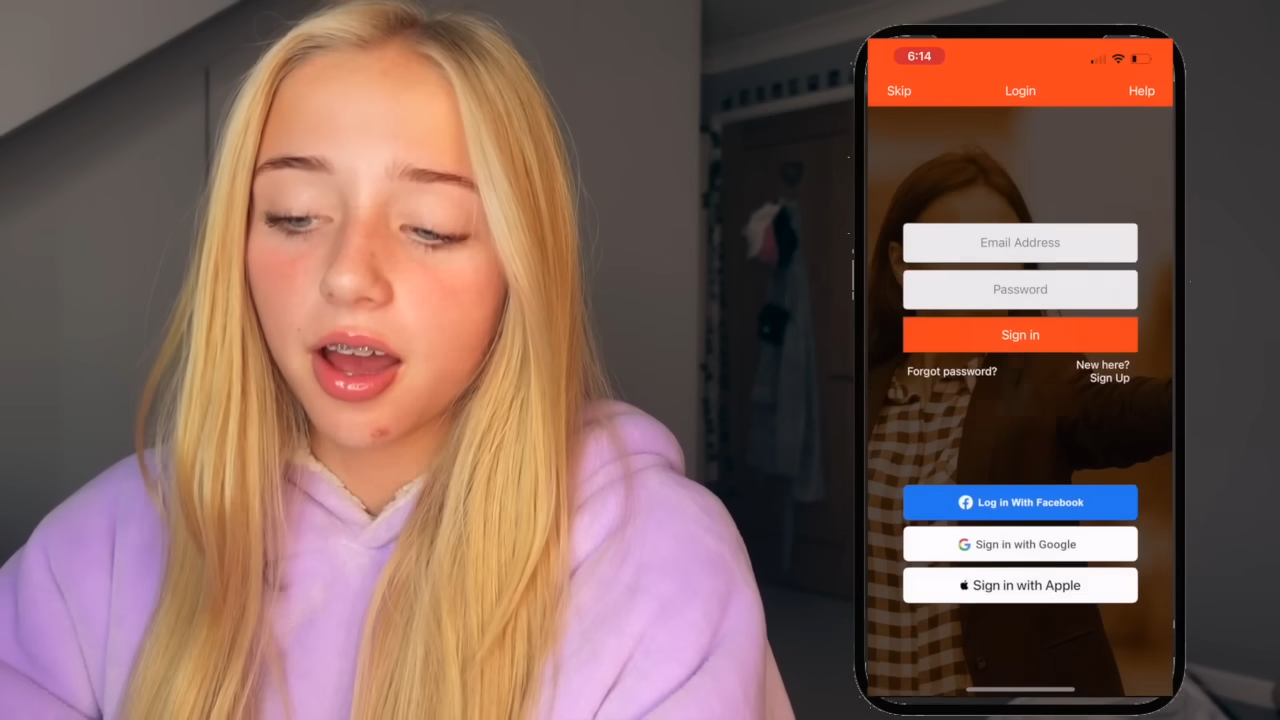 6:14
Skip
Login
Help
Email Address
Password
Sign in
Forgot password?
New here?
Sign Up
Log in With Facebook
Sign in with Google
Sign in with Apple